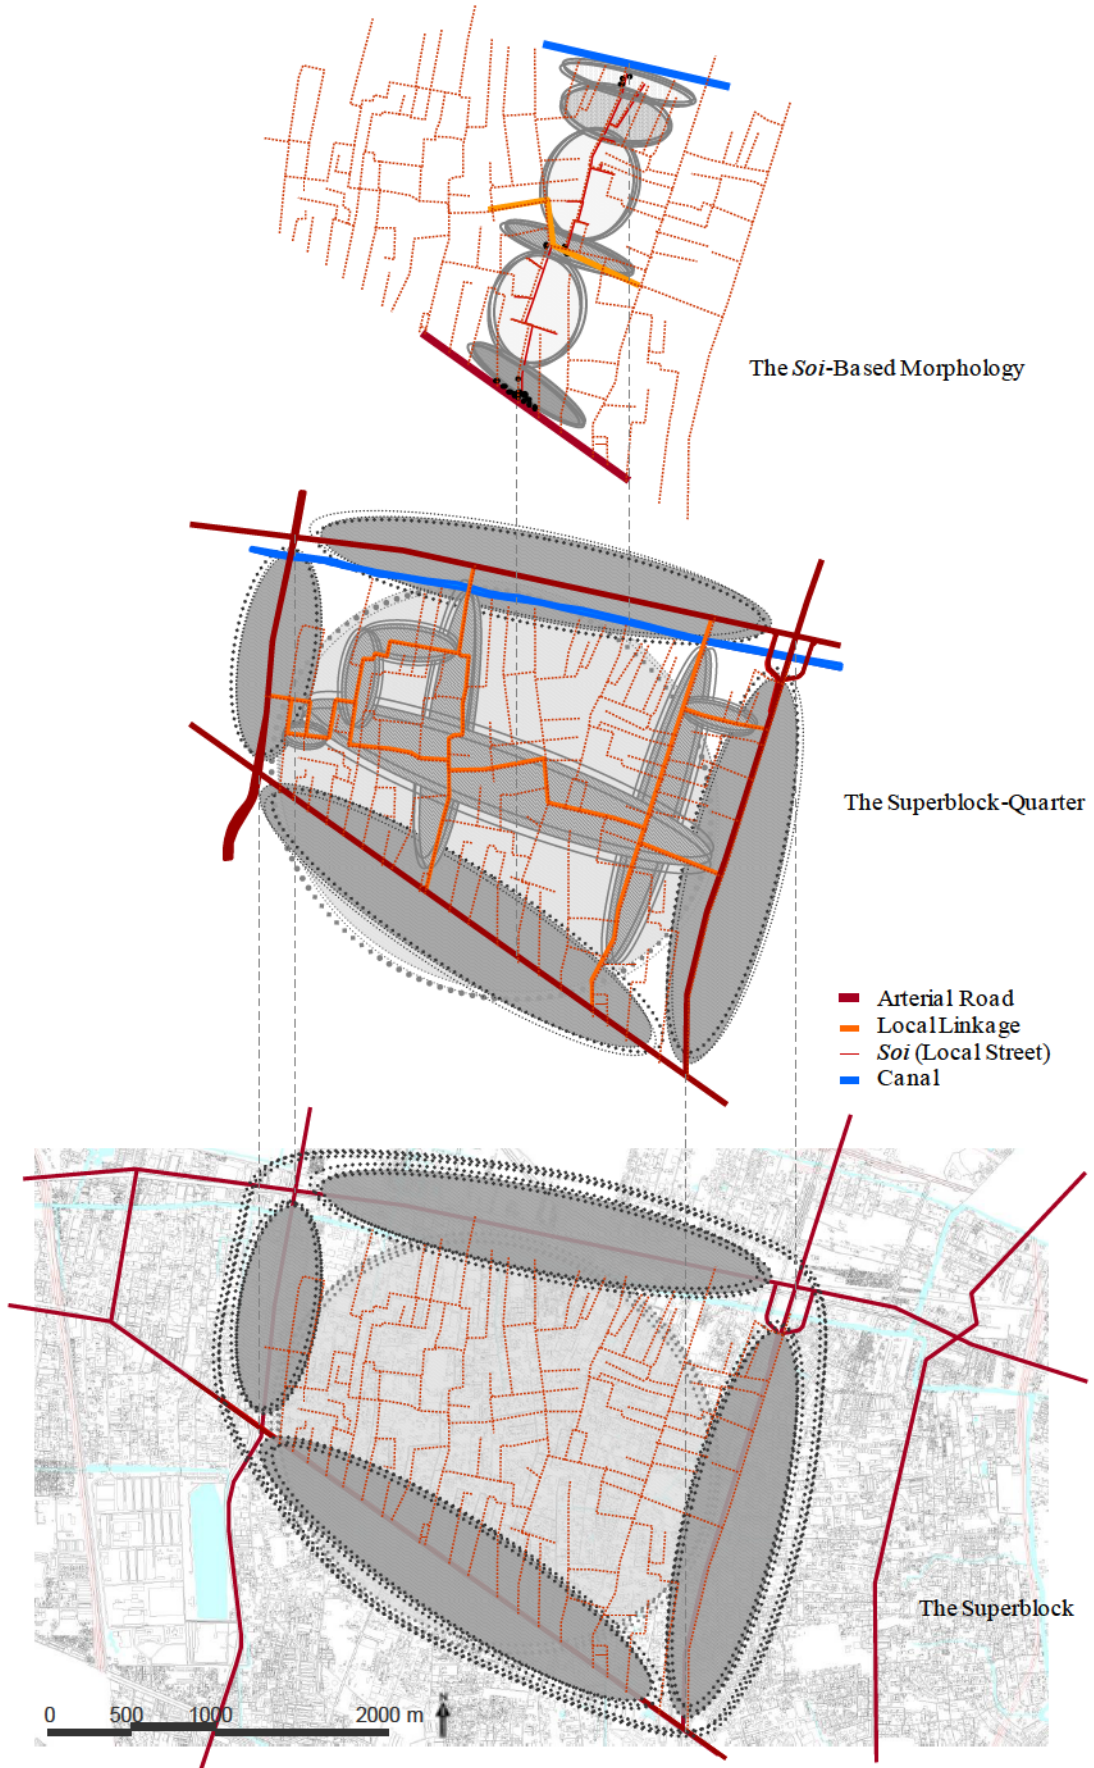 The Soi-Based Morphology
The Superblock-Quarter
Arterial Road
Local Linkage
Soi (Local Street)
Canal
The Superblock
0 500 1000 2000 m
N